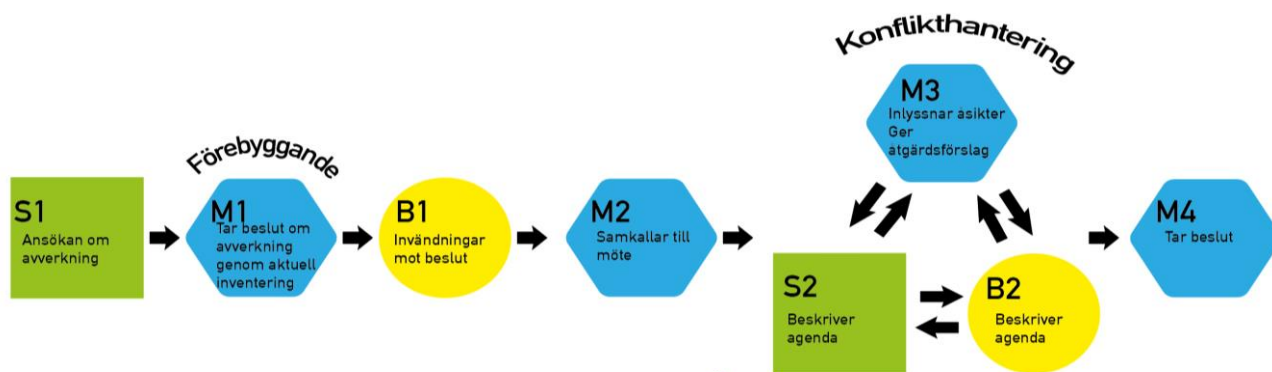 Konflikthantering
Förebyggande
S1
Ansökan om
avverkning
M1
Tar beslut om
avverkning
genom aktuell
inventering
B1
Invändningar
mot beslut
M2
Samkallar till
möte
M3
Inlyssnar åsikter
Ger
åtgärdsförslag
S2
Beskriver
agenda
B2
Beskriver
agenda
M4
Tar beslut